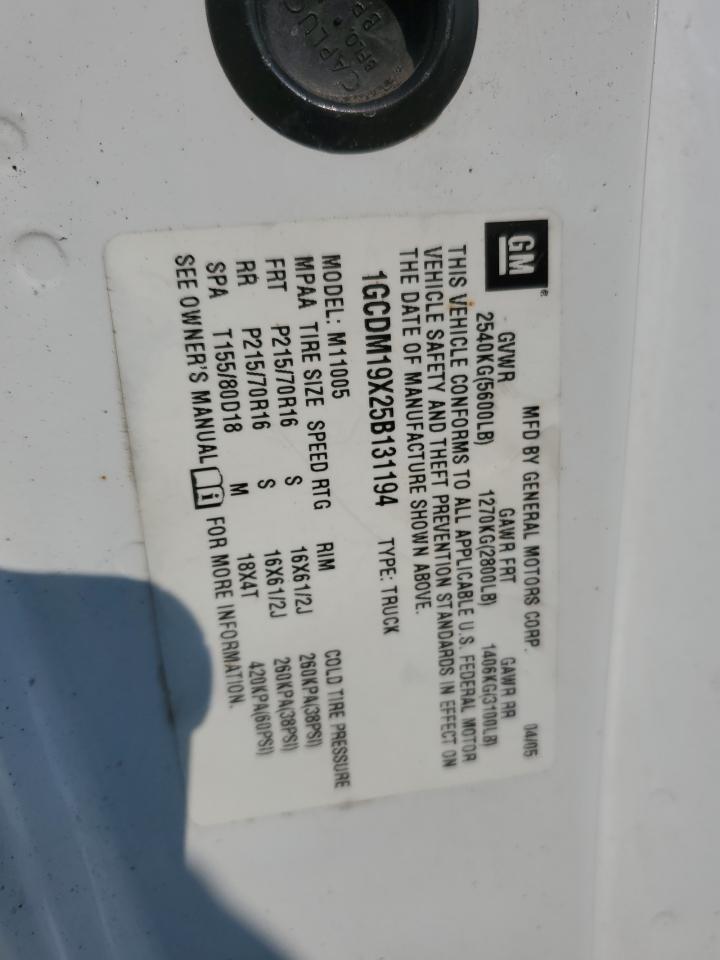 CAPLUG
BFLO.
GM
MFD BY GENERAL MOTORS CORP. 04/05
GVWR GAWR FRT GAWR RR
2540KG(5600LB) 1270KG(2800LB) 1406KG(3100LB)
THIS VEHICLE CONFORMS TO ALL APPLICABLE U.S. FEDERAL MOTOR
VEHICLE SAFETY AND THEFT PREVENTION STANDARDS IN EFFECT ON
THE DATE OF MANUFACTURE SHOWN ABOVE.
1GCDM19X25B131194 TYPE: TRUCK
MODEL: M11005
MPAA TIRE SIZE SPEED RTG RIM COLD TIRE PRESSURE
FRT P215/70R16 S 16X61/2J 260KPA(38PSI)
RR P215/70R16 S 16X61/2J 260KPA(38PSI)
SPA T155/80D18 M 18X4T 420KPA(60PSI)
SEE OWNER'S MANUAL FOR MORE INFORMATION.